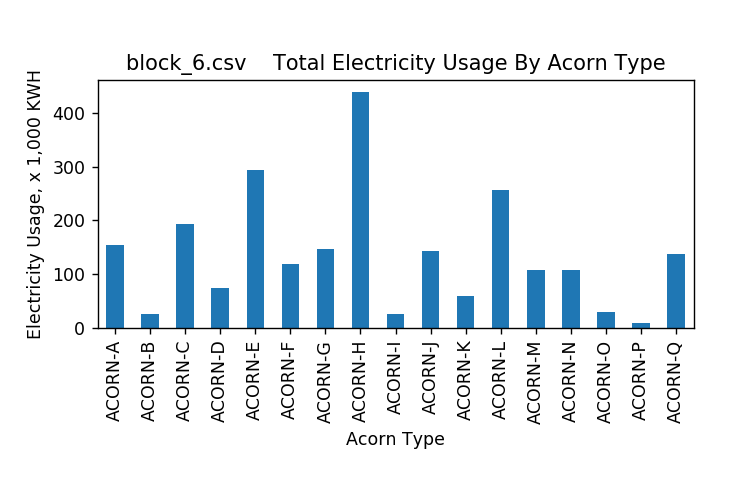 block_6.csv    Total Electricity Usage By Acorn Type
Electricity Usage, x 1,000 KWH
400
300
200
100
0
ACORN-A
ACORN-B
ACORN-C
ACORN-D
ACORN-E
ACORN-F
ACORN-G
ACORN-H
ACORN-I
ACORN-J
ACORN-K
ACORN-L
ACORN-M
ACORN-N
ACORN-O
ACORN-P
ACORN-Q
Acorn Type